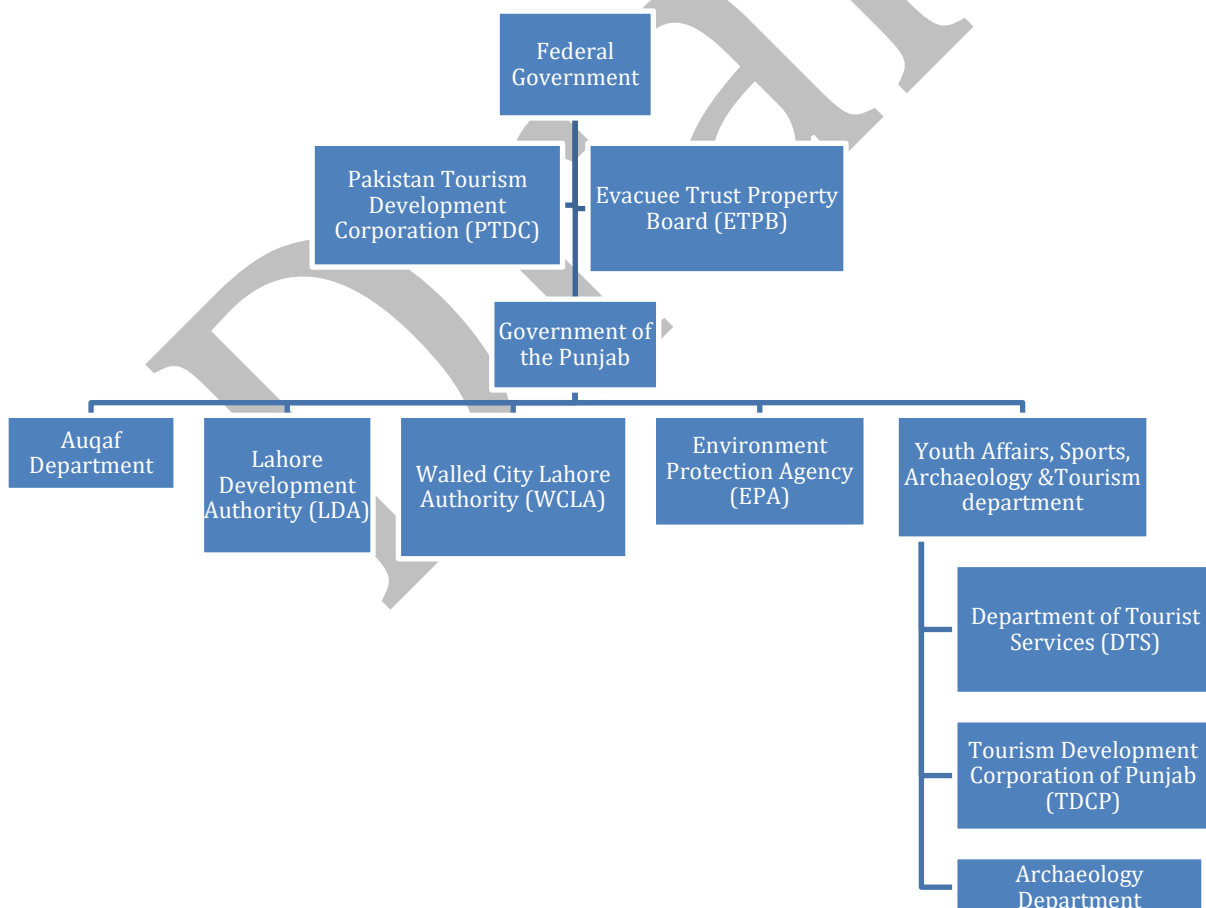 Federal
Government
Pakistan Tourism
Development
Corporation (PTDC)
Evacuee Trust Property
Board (ETPB)
Government of
the Punjab
Auqaf
Department
Lahore
Development
Authority (LDA)
Walled City Lahore
Authority (WCLA)
Environment
Protection Agency
(EPA)
Youth Affairs, Sports,
Archaeology &Tourism
department
Department of Tourist
Services (DTS)
Tourism Development
Corporation of Punjab
(TDCP)
Archaeology
Department